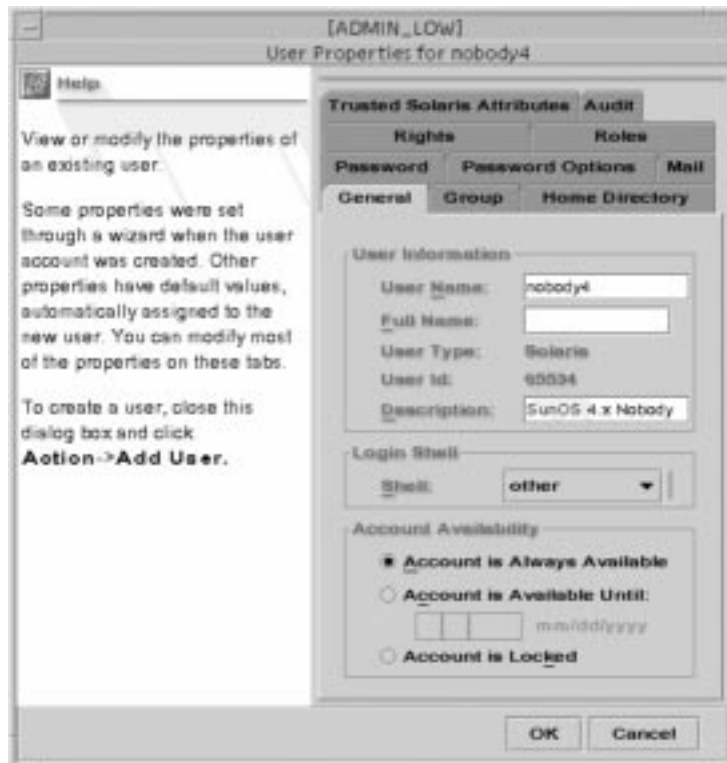 [ADMIN_LOW]
User Properties for nobody4
Help
View or modify the properties of
an existing user.
Some properties were set
through a wizard when the user
account was created. Other
properties have default values,
automatically assigned to the
new user. You can modify most
of the properties on these tabs.
To create a user, close this
dialog box and click
Action->Add User.
Trusted Solaris Attributes Audit
Rights Roles
Password Password Options Mail
General Group Home Directory
User Information
User Name: nobody4
Full Name:
User Type: Solaris
User Id: 65534
Description: SunOS 4.x Nobody
Login Shell
Shell: other
Account Availability
Account is Always Available
Account is Available Until:
mm/dd/yyyy
Account is Locked
OK Cancel